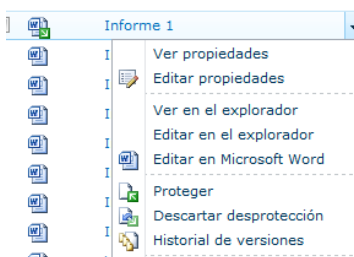 Informe 1
I
Ver propiedades
I
Editar propiedades
I
Ver en el explorador
I
Editar en el explorador
I
Editar en Microsoft Word
I
Proteger
I
Descartar desprotección
I
Historial de versiones